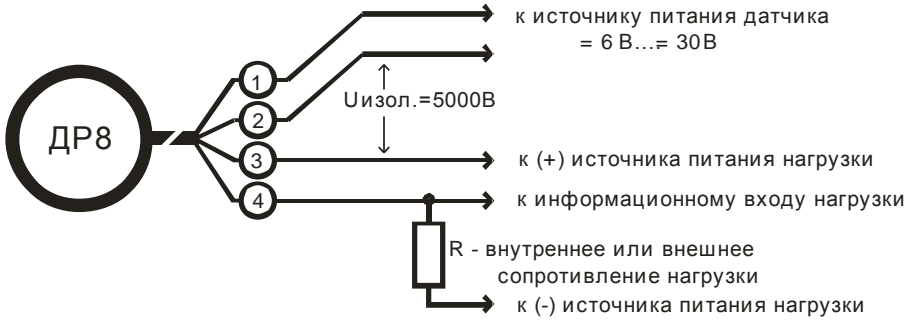 к источнику питания датчика
= 6 В...= 30В
1
Uизол.=5000В
ДР8
2
3
к (+) источника питания нагрузки
4
к информационному входу нагрузки
R - внутреннее или внешнее
сопротивление нагрузки
к (-) источника питания нагрузки